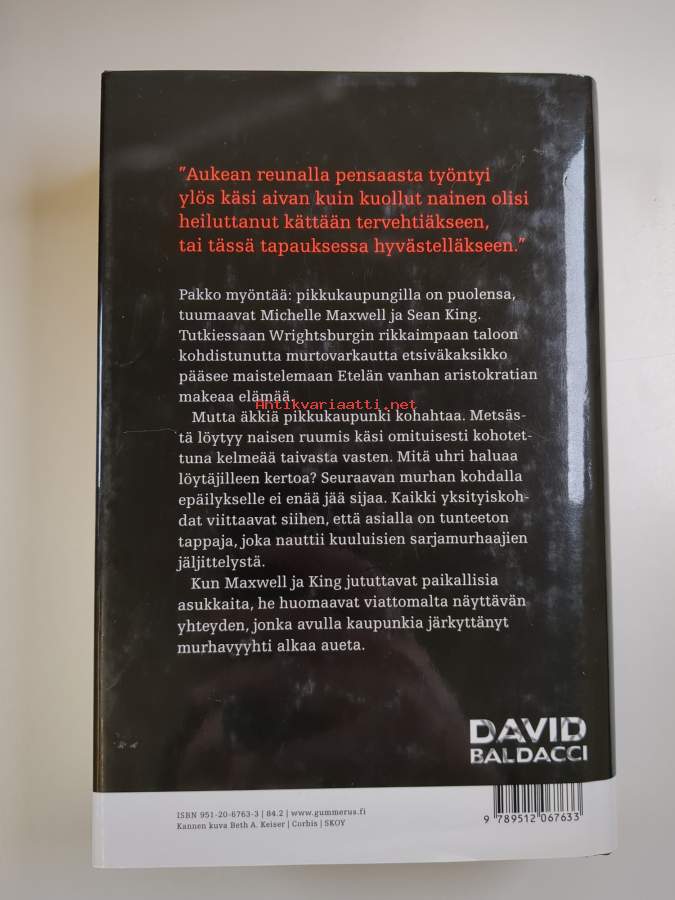 ”Aukean reunalla pensaasta työntyi
ylös käsi aivan kuin kuollut nainen olisi
heiluttanut kättään tervehtiäkseen,
tai tässä tapauksessa hyvästelläkseen.”
Pakko myöntää: pikkukaupungilla on puolensa,
tuumaavat Michelle Maxwell ja Sean King.
Tutkiessaan Wrightsburgin rikkaimpaan taloon
kohdistunutta murtovarkautta etsiväkaksikko
pääsee maistelemaan Etelän vanhan aristokratian
makeaa elämää.
Antikvariaatti.net
Mutta äkkiä pikkukaupunki kohahtaa. Metsäs-
tä löytyy naisen ruumis käsi omituisesti kohotet-
tuna kelmeää taivasta vasten. Mitä uhri haluaa
löytäjilleen kertoa? Seuraavan murhan kohdalla
epäilykselle ei enää jää sijaa. Kaikki yksityiskoh-
dat viittaavat siihen, että asialla on tunteeton
tappaja, joka nauttii kuuluisien sarjamurhaajien
jäljittelystä.
Kun Maxwell ja King jututtavat paikallisia
asukkaita, he huomaavat viattomalta näyttävän
yhteyden, jonka avulla kaupunkia järkyttänyt
murhavyyhti alkaa aueta.
DAVID
BALDACCI
ISBN 951-20-6763-3 | 84.2 | www.gummerus.fi
Kannen kuva Beth A. Keiser | Corbis | SKOY
9 789512 067633